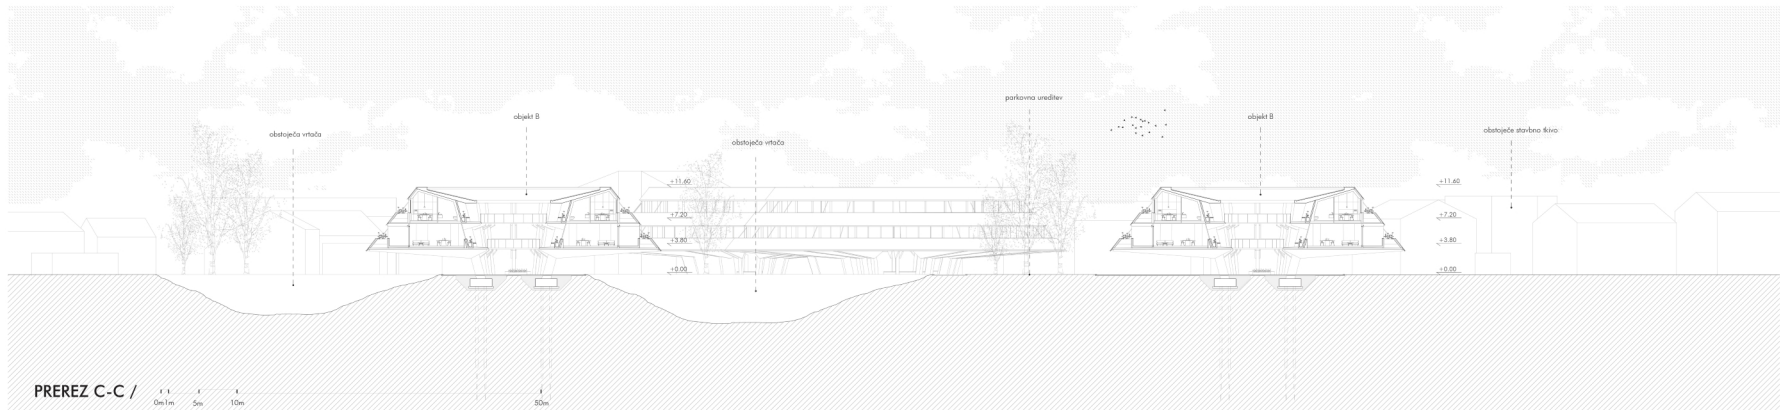 parkovna ureditev
objekt B
objekt B
obstoječa vrtača
obstoječe stavbno tkivo
obstoječa vrtača
+11.60
+11.60
+7.20
+7.20
+3.80
+3.80
+0.00
+0.00
PREREZ C-C /
0m 1m 5m 10m 50m